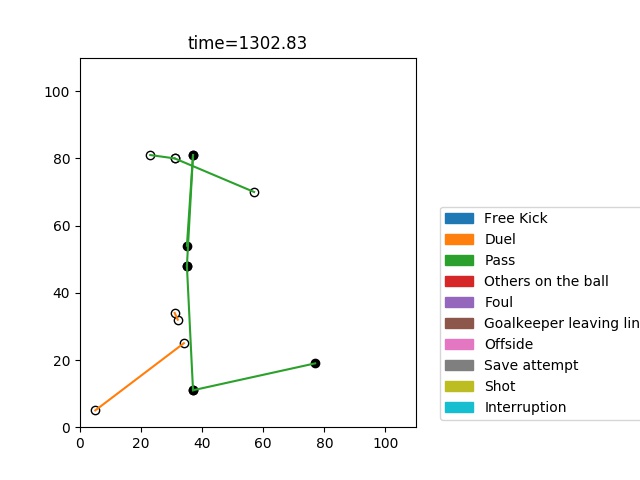 time=1302.83
100
80
60
40
20
0
0 20 40 60 80 100
Free Kick
Duel
Pass
Others on the ball
Foul
Goalkeeper leaving lin
Offside
Save attempt
Shot
Interruption